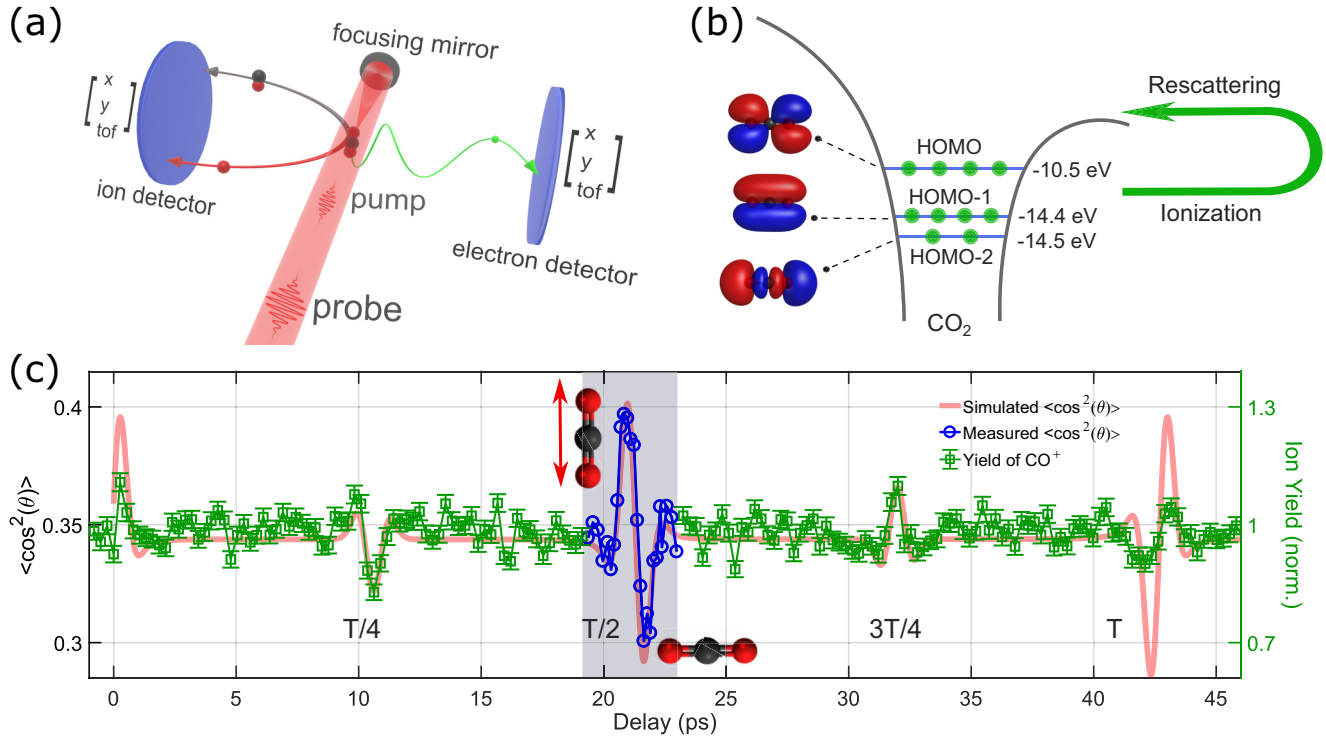 (a)
focusing mirror
x
y
tof
x
y
tof
ion detector
pump
electron detector
probe
(b)
Rescattering
HOMO
-10.5 eV
HOMO-1
-14.4 eV
Ionization
-14.5 eV
HOMO-2
CO₂
(c)
0.4
0.35
0.3
<cos²(θ)>
Simulated <cos²(θ)>
Measured <cos²(θ)>
Yield of CO⁺
1.3
1
0.7
Ion Yield (norm.)
T/4
T/2
3T/4
T
0
5
10
15
20
25
30
35
40
45
Delay (ps)